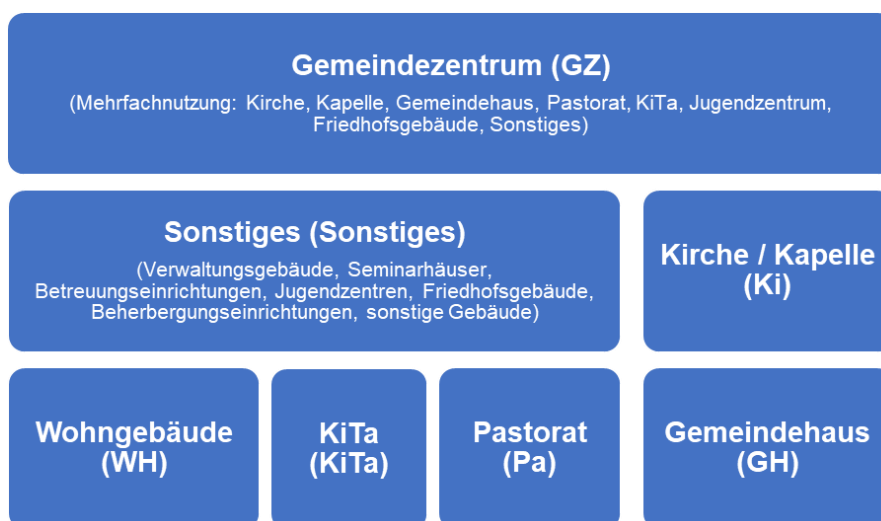 Gemeindezentrum (GZ)
(Mehrfachnutzung: Kirche, Kapelle, Gemeindehaus, Pastorat, KiTa, Jugendzentrum,
Friedhofsgebäude, Sonstiges)
Sonstiges (Sonstiges)
(Verwaltungsgebäude, Seminarhäuser,
Betreuungseinrichtungen, Jugendzentren, Friedhofsgebäude,
Beherbergungseinrichtungen, sonstige Gebäude)
Kirche / Kapelle
(Ki)
Wohngebäude
(WH)
KiTa
(KiTa)
Pastorat
(Pa)
Gemeindehaus
(GH)